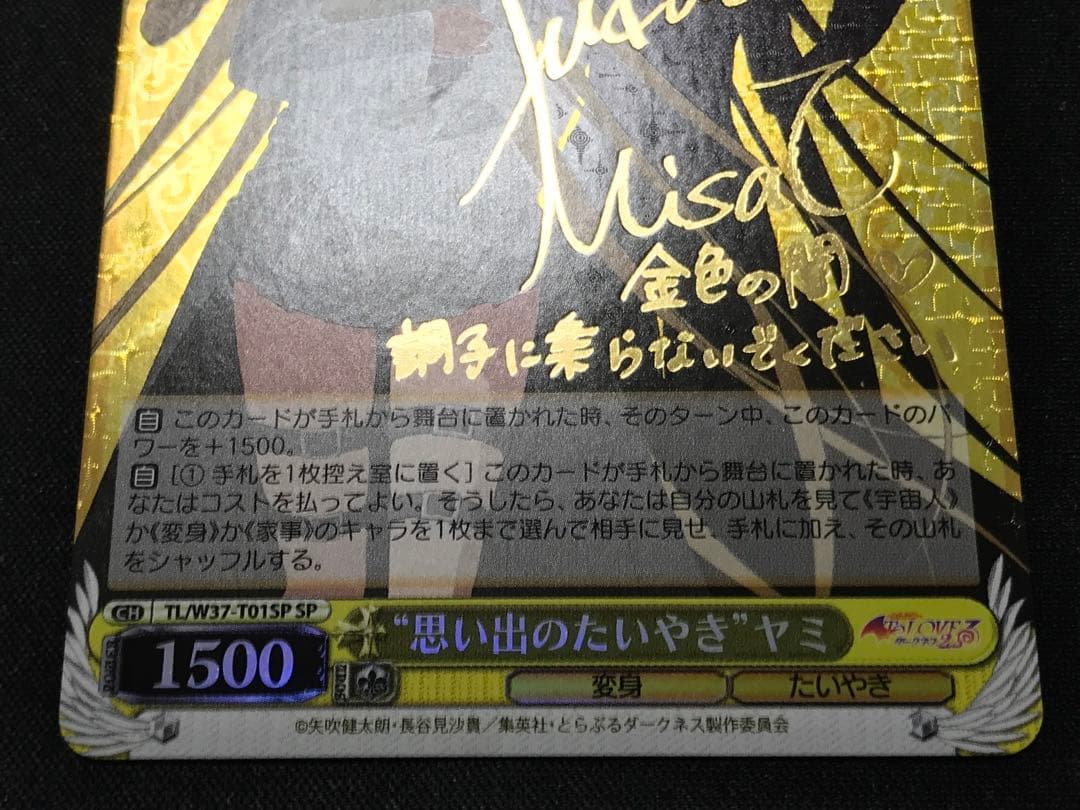 Misato
金色の闇
調子に乗らないでください
自 このカードが手札から舞台に置かれた時、そのターン中、このカードのパ
ワーを+1500。
自 [① 手札を1枚控え室に置く] このカードが手札から舞台に置かれた時、あ
なたはコストを払ってよい。そうしたら、あなたは自分の山札を見て《宇宙人》
か《変身》か《家事》のキャラを1枚まで選んで相手に見せ、手札に加え、その山札
をシャッフルする。
CH TL/W37-T01SP SP
1500
“思い出のたいやき”ヤミ
変身 たいやき
©矢吹健太朗・長谷見沙貴／集英社・とらぶるダークネス製作委員会